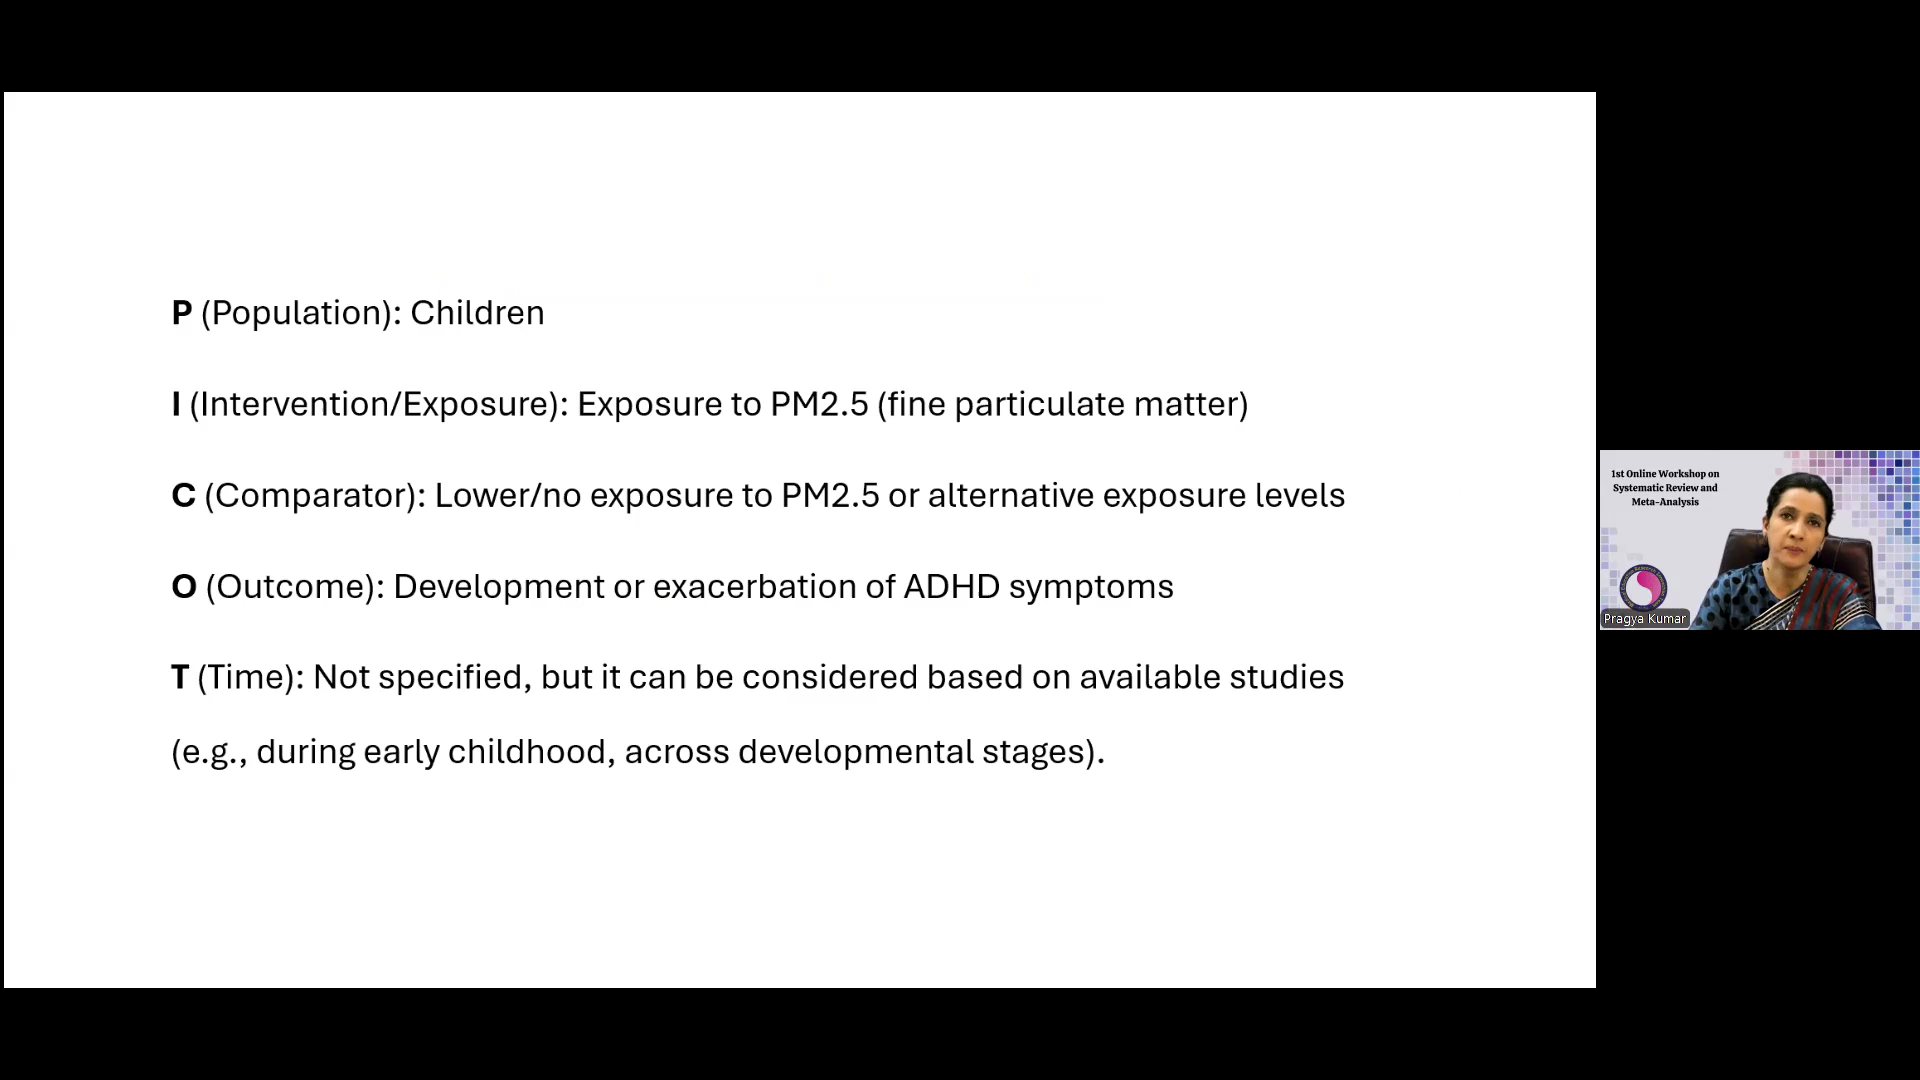 P (Population): Children
I (Intervention/Exposure): Exposure to PM2.5 (fine particulate matter)
C (Comparator): Lower/no exposure to PM2.5 or alternative exposure levels
O (Outcome): Development or exacerbation of ADHD symptoms
T (Time): Not specified, but it can be considered based on available studies
(e.g., during early childhood, across developmental stages).
1st Online Workshop on
Systematic Review and
Meta-Analysis
Pragya Kumar